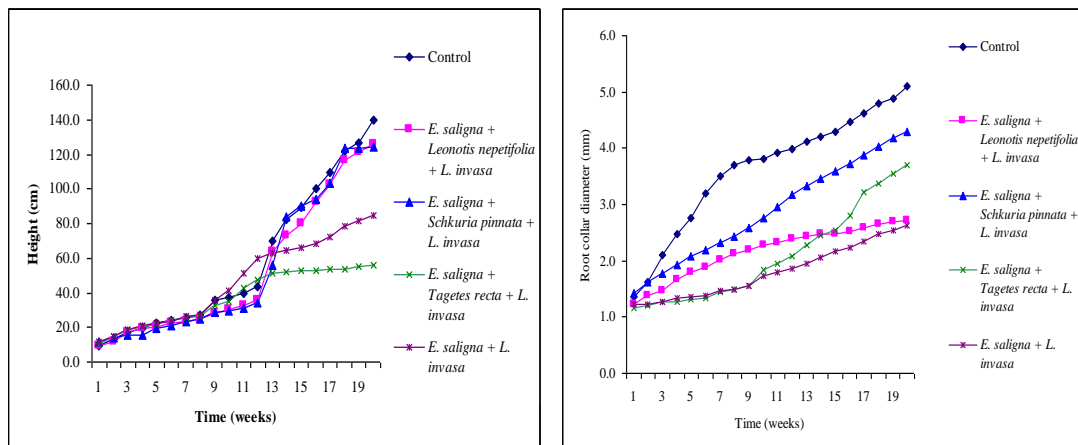 Height (cm)
160.0
140.0
120.0
100.0
80.0
60.0
40.0
20.0
0.0
1 3 5 7 9 11 13 15 17 19
Time (weeks)
Control
E. saligna +
Leonotis nepetifolia
+ L. invasa
E. saligna +
Schkuria pinnata +
L. invasa
E. saligna +
Tagetes recta + L.
invasa
E. saligna + L.
invasa
Root collar diameter (mm)
6.0
5.0
4.0
3.0
2.0
1.0
0.0
1 3 5 7 9 11 13 15 17 19
Time (weeks)
Control
E. saligna +
Leonotis nepetifolia
+ L. invasa
E. saligna +
Schkuria pinnata +
L. invasa
E. saligna +
Tagetes recta + L.
invasa
E. saligna + L.
invasa